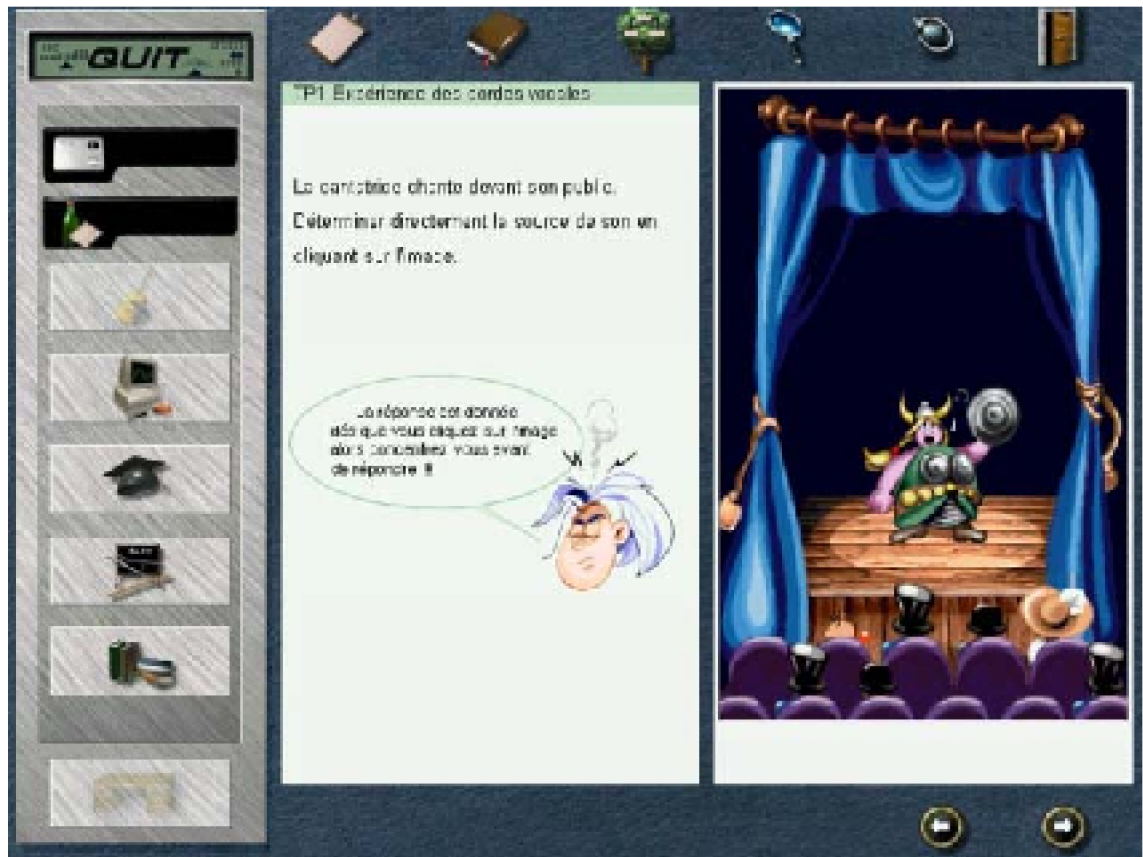 QUIT
TP1 Expérience des cordes vocales
La cantatrice chante devant son public.
Déterminer directement la source de son en
cliquant sur l'image.
La réponse est donnée
dès que vous cliquez sur l'image
alors concentrez vous avant
de répondre !!!